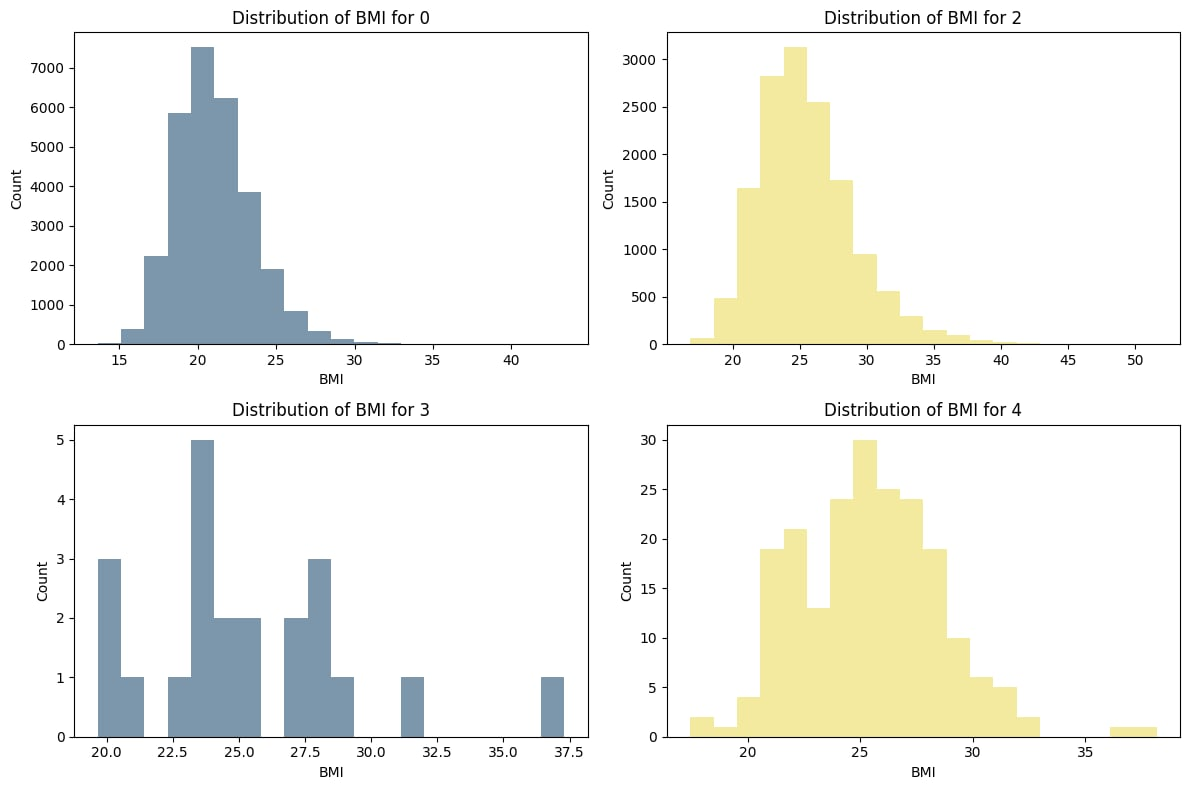 Distribution of BMI for 0
7000
6000
5000
4000
3000
2000
1000
0
Count
15 20 25 30 35 40
BMI
Distribution of BMI for 2
3000
2500
2000
1500
1000
500
0
Count
20 25 30 35 40 45 50
BMI
Distribution of BMI for 3
5
4
3
2
1
0
Count
20.0 22.5 25.0 27.5 30.0 32.5 35.0 37.5
BMI
Distribution of BMI for 4
30
25
20
15
10
5
0
Count
20 25 30 35
BMI